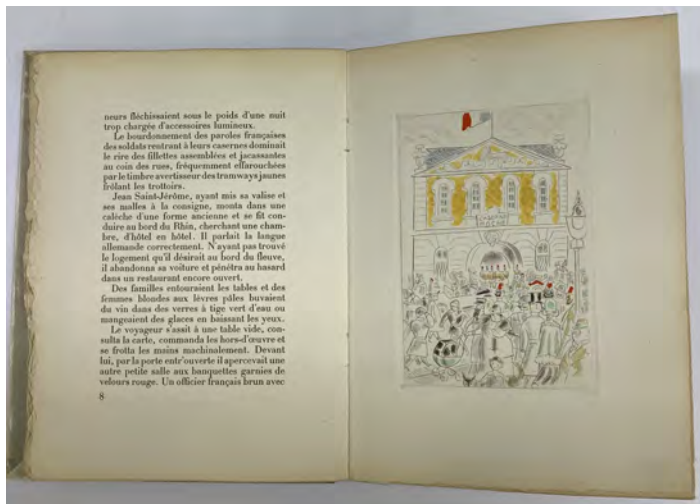 neurs fléchissaient sous le poids d'une nuit
trop chargée d'accessoires lumineux.
Le bourdonnement des paroles françaises
des soldats rentrant à leurs casernes dominait
le rire des fillettes assemblées et jacassantes
au coin des rues, fréquemment effarouchées
par le timbre avertisseur des tramways jaunes
frôlant les trottoirs.
Jean Saint-Jérôme, ayant mis sa valise et
ses malles à la consigne, monta dans une
calèche d'une forme ancienne et se fit con-
duire au bord du Rhin, cherchant une cham-
bre, d'hôtel en hôtel. Il parlait la langue
allemande correctement. N'ayant pas trouvé
le logement qu'il désirait au bord du fleuve,
il abandonna sa voiture et pénétra au hasard
dans un restaurant encore ouvert.
Des familles entouraient les tables et des
femmes blondes aux lèvres pâles buvaient
du vin dans des verres à tige vert d'eau ou
mangeaient des glaces en baissant les yeux.
Le voyageur s'assit à une table vide, con-
sulta la carte, commanda les hors-d'œuvre et
se frotta les mains machinalement. Devant
lui, par la porte entr'ouverte il apercevait une
autre petite salle aux banquettes garnies de
velours rouge. Un officier français brun avec
8